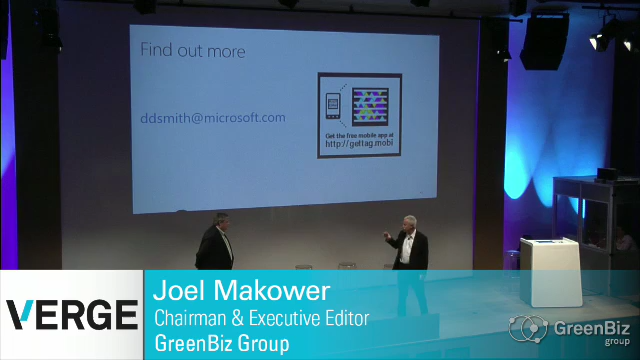 Find out more
ddsmith@microsoft.com
Get the free mobile app at
http://gettag.mobi
VERGE
Joel Makower
Chairman & Executive Editor
GreenBiz Group
GreenBiz
group